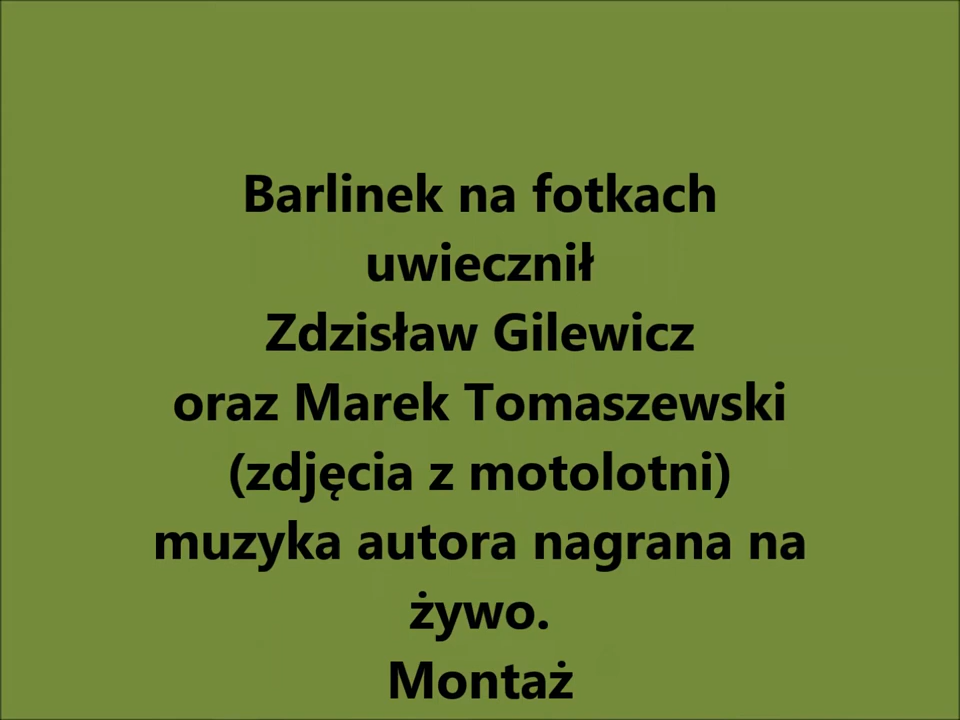 Barlinek na fotkach
uwiecznił
Zdzisław Gilewicz
oraz Marek Tomaszewski
(zdjęcia z motolotni)
muzyka autora nagrana na
żywo.
Montaż